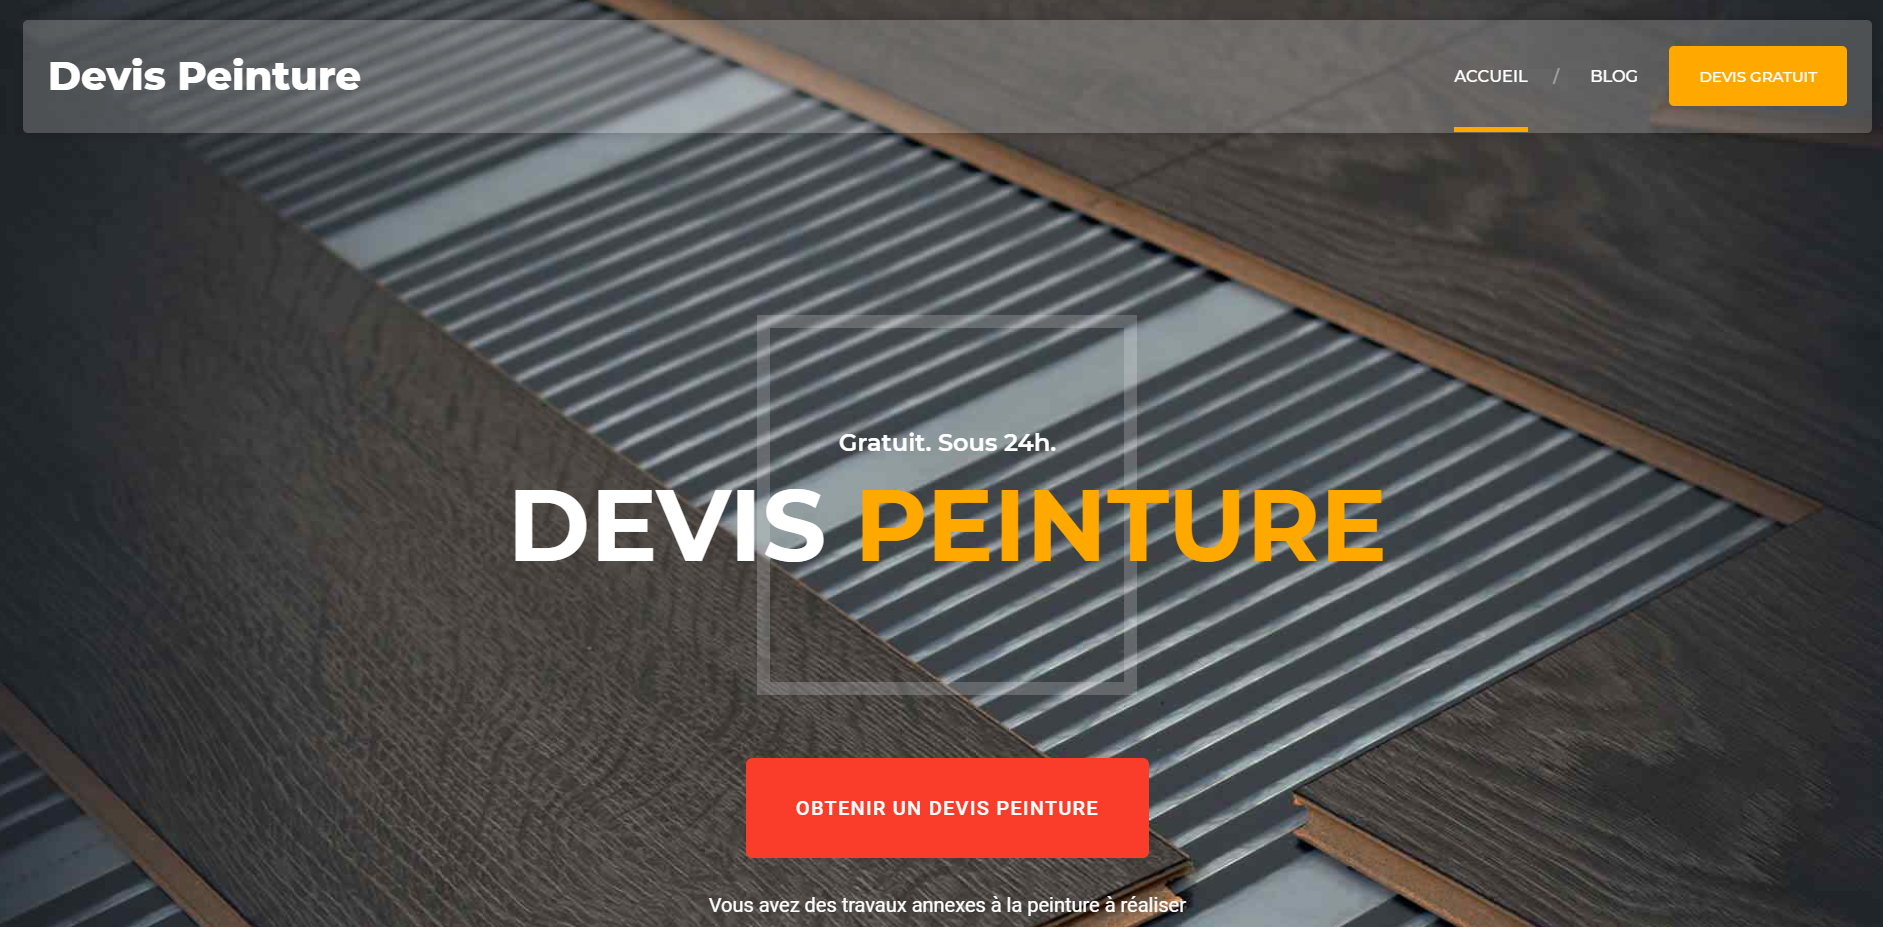 Devis Peinture
ACCUEIL / BLOG DEVIS GRATUIT
Gratuit. Sous 24h.
DEVIS PEINTURE
OBTENIR UN DEVIS PEINTURE
Vous avez des travaux annexes à la peinture à réaliser